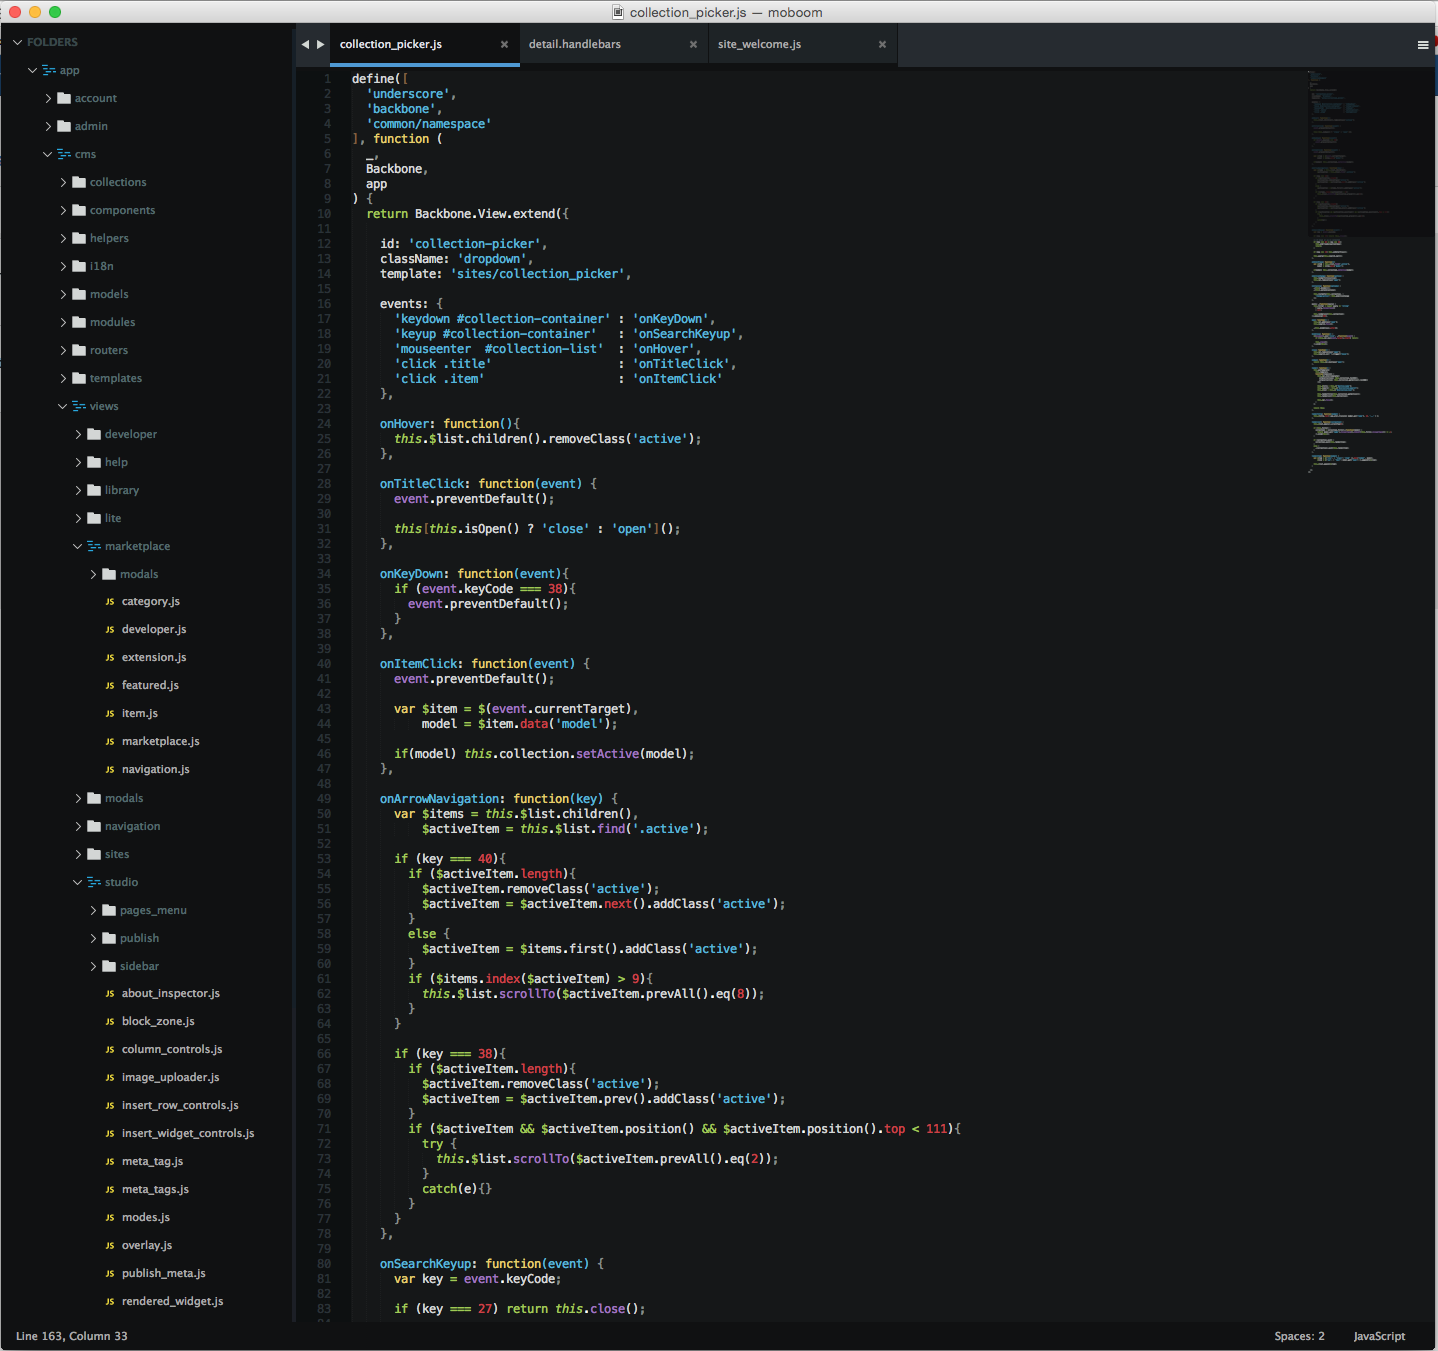 collection_picker.js — moboom
FOLDERS
app
account
admin
cms
collections
components
helpers
i18n
models
modules
routers
templates
views
developer
help
library
lite
marketplace
modals
JS category.js
JS developer.js
JS extension.js
JS featured.js
JS item.js
JS marketplace.js
JS navigation.js
modals
navigation
sites
studio
pages_menu
publish
sidebar
JS about_inspector.js
JS block_zone.js
JS column_controls.js
JS image_uploader.js
JS insert_row_controls.js
JS insert_widget_controls.js
JS meta_tag.js
JS meta_tags.js
JS modes.js
JS overlay.js
JS publish_meta.js
JS rendered_widget.js
collection_picker.js × detail.handlebars × site_welcome.js ×
1 define([
2   'underscore',
3   'backbone',
4   'common/namespace'
5 ], function (
6   _,
7   Backbone,
8   app
9 ) {
10   return Backbone.View.extend({
11
12     id: 'collection-picker',
13     className: 'dropdown',
14     template: 'sites/collection_picker',
15
16     events: {
17       'keydown #collection-container' : 'onKeyDown',
18       'keyup #collection-container'   : 'onSearchKeyup',
19       'mouseenter  #collection-list'  : 'onHover',
20       'click .title'                  : 'onTitleClick',
21       'click .item'                   : 'onItemClick'
22     },
23
24     onHover: function(){
25       this.$list.children().removeClass('active');
26     },
27
28     onTitleClick: function(event) {
29       event.preventDefault();
30
31       this[this.isOpen() ? 'close' : 'open']();
32     },
33
34     onKeyDown: function(event){
35       if (event.keyCode === 38){
36         event.preventDefault();
37       }
38     },
39
40     onItemClick: function(event) {
41       event.preventDefault();
42
43       var $item = $(event.currentTarget),
44           model = $item.data('model');
45
46       if(model) this.collection.setActive(model);
47     },
48
49     onArrowNavigation: function(key) {
50       var $items = this.$list.children(),
51           $activeItem = this.$list.find('.active');
52
53       if (key === 40){
54         if ($activeItem.length){
55           $activeItem.removeClass('active');
56           $activeItem = $activeItem.next().addClass('active');
57         }
58         else {
59           $activeItem = $items.first().addClass('active');
60         }
61         if ($items.index($activeItem) > 9){
62           this.$list.scrollTo($activeItem.prevAll().eq(8));
63         }
64       }
65
66       if (key === 38){
67         if ($activeItem.length){
68           $activeItem.removeClass('active');
69           $activeItem = $activeItem.prev().addClass('active');
70         }
71         if ($activeItem && $activeItem.position() && $activeItem.position().top < 111){
72           try {
73             this.$list.scrollTo($activeItem.prevAll().eq(2));
74           }
75           catch(e){}
76         }
77       }
78     },
79
80     onSearchKeyup: function(event) {
81       var key = event.keyCode;
82
83       if (key === 27) return this.close();
Line 163, Column 33 Spaces: 2 JavaScript